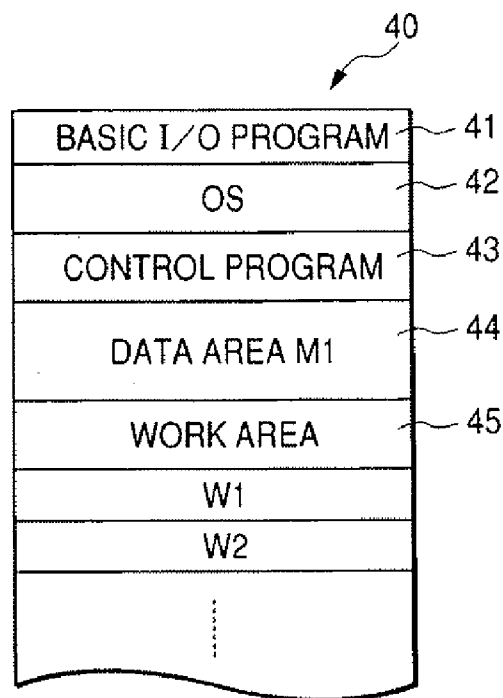 40
BASIC I/O PROGRAM 41
OS 42
CONTROL PROGRAM 43
DATA AREA M1 44
WORK AREA 45
W1
W2